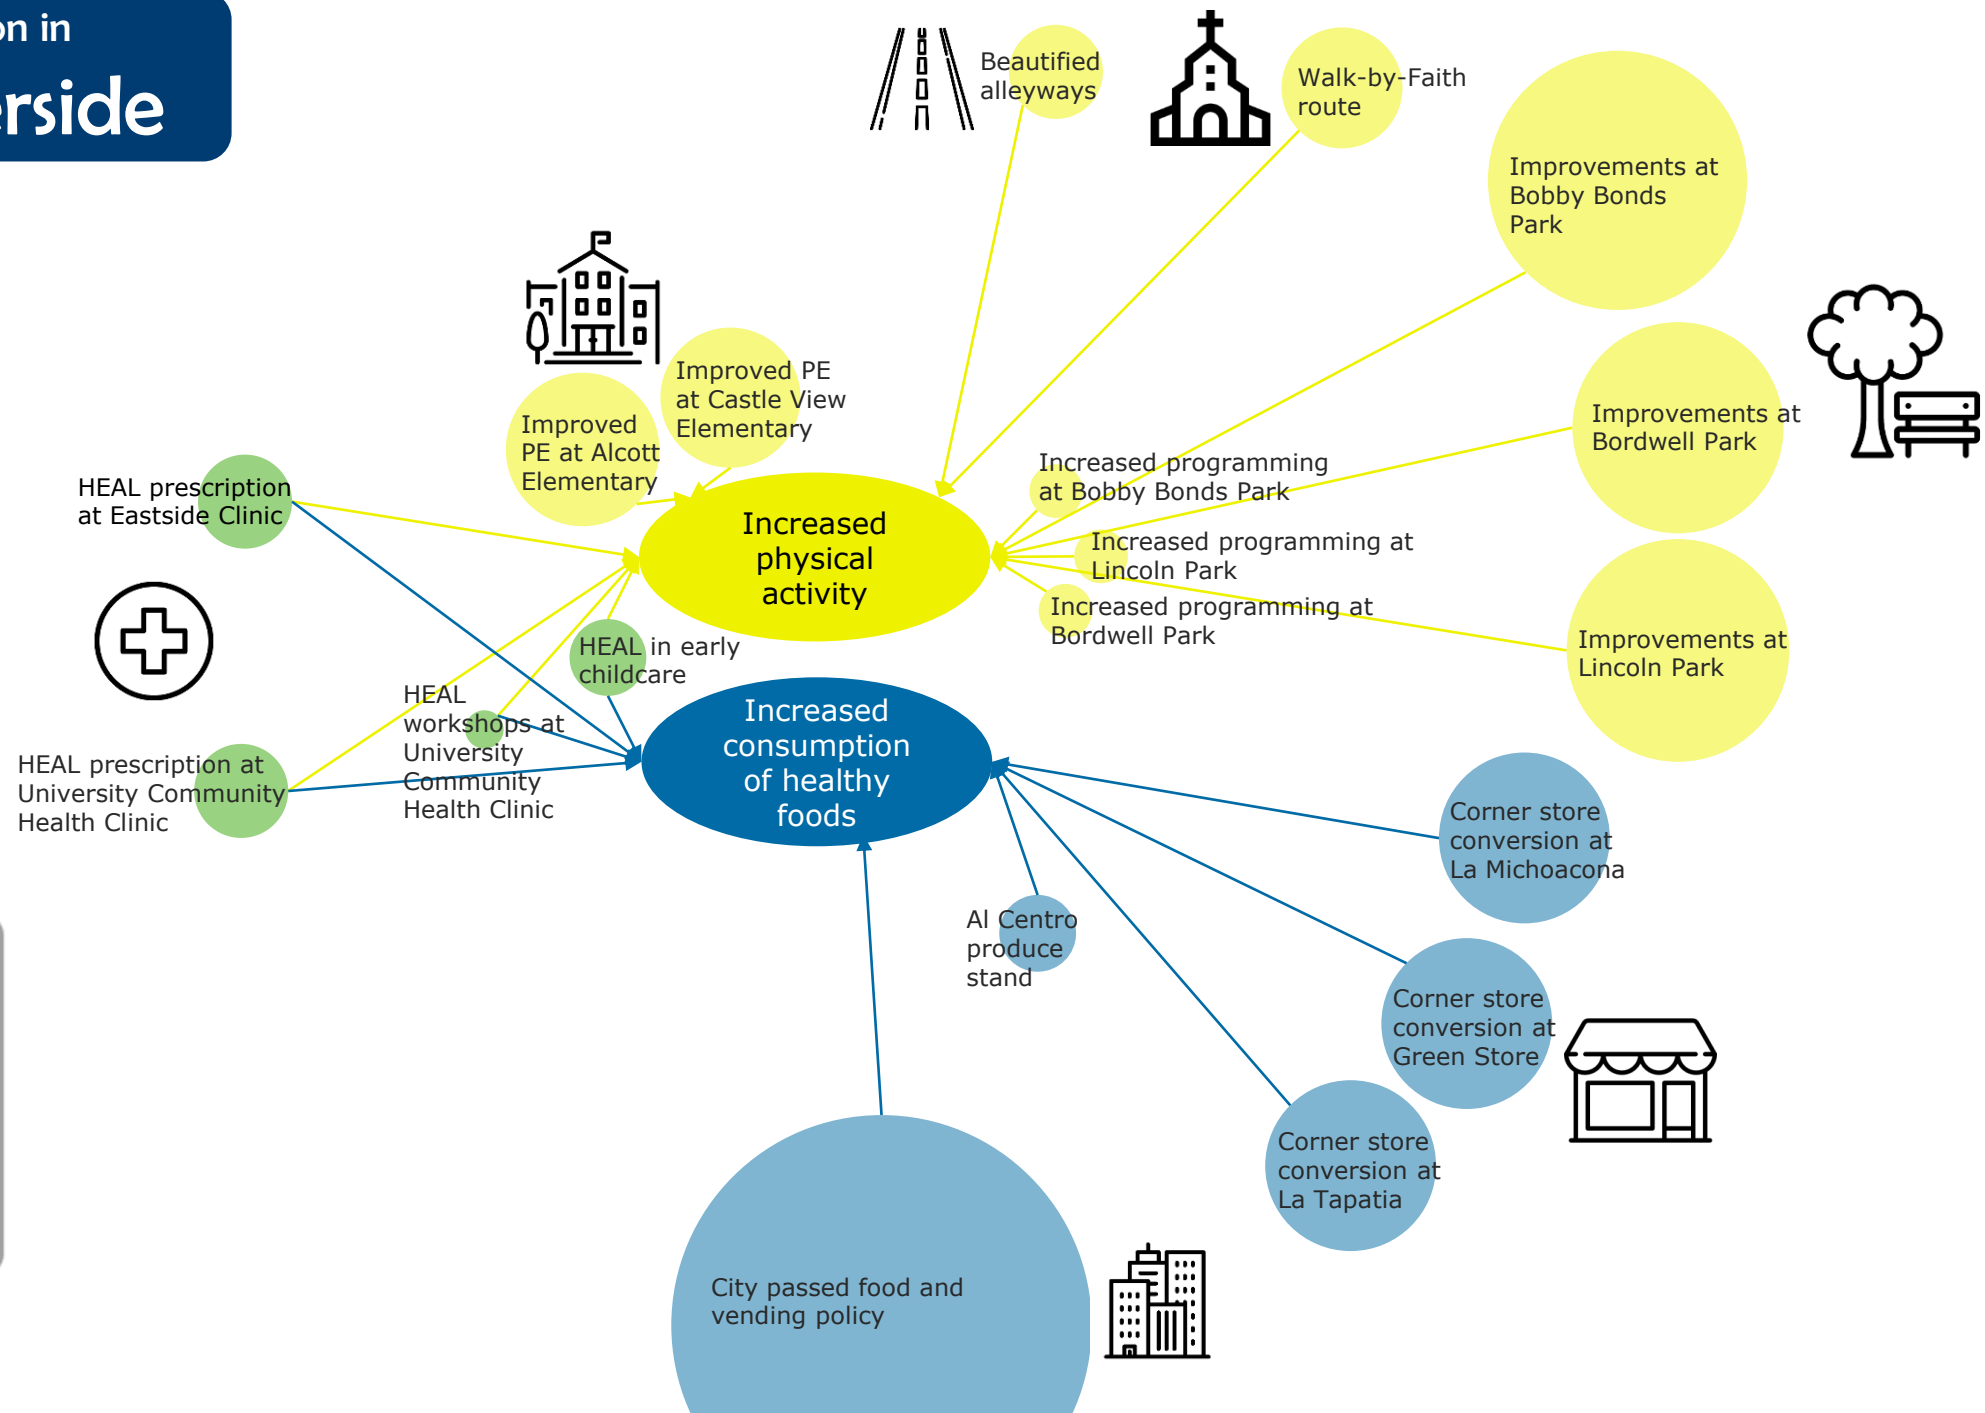 on in
erside
Beautified
alleyways
Walk-by-Faith
route
Improvements at
Bobby Bonds
Park
Improved PE
at Castle View
Elementary
Improved
PE at Alcott
Elementary
Improvements at
Bordwell Park
HEAL prescription
at Eastside Clinic
Increased programming
at Bobby Bonds Park
Increased
physical
activity
Increased programming at
Lincoln Park
Increased programming at
Bordwell Park
Improvements at
Lincoln Park
HEAL in early
childcare
HEAL
workshops at
University
Community
Health Clinic
Increased
consumption
of healthy
foods
HEAL prescription at
University Community
Health Clinic
Corner store
conversion at
La Michoacona
Al Centro
produce
stand
Corner store
conversion at
Green Store
Corner store
conversion at
La Tapatia
City passed food and
vending policy